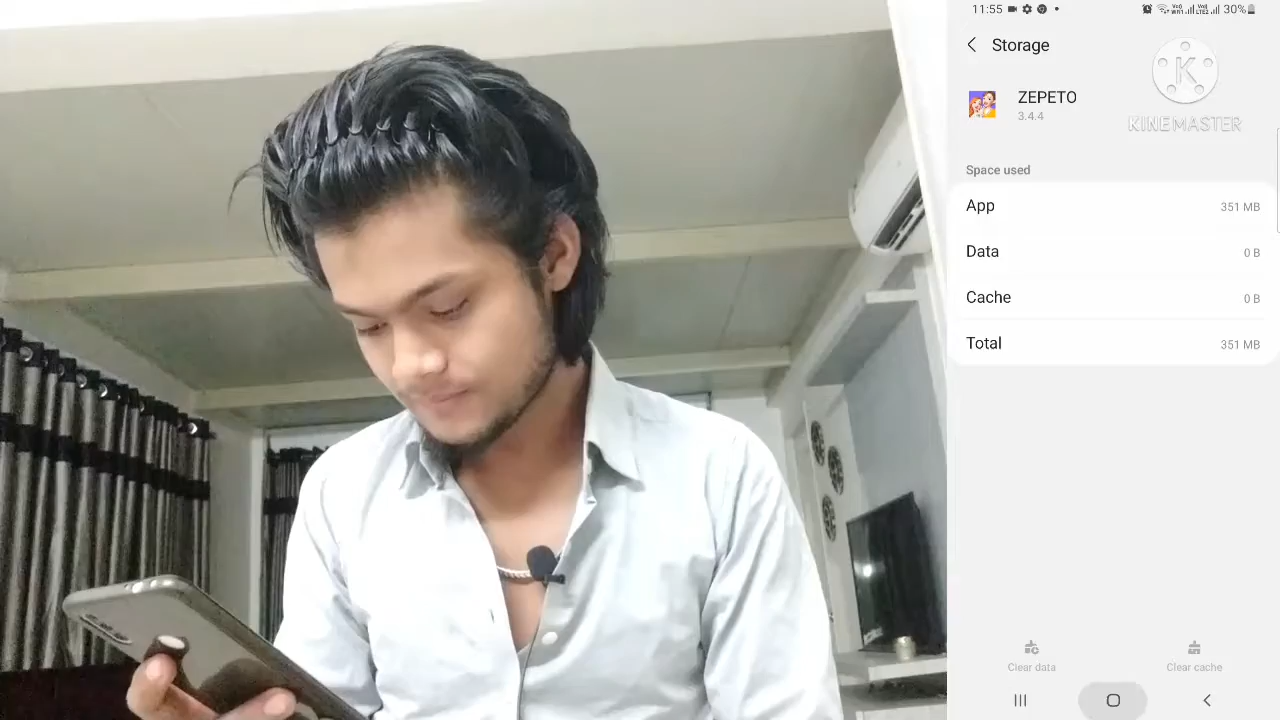 11:55
30%
Storage
ZEPETO
3.4.4
K
KINEMASTER
Space used
App 351 MB
Data 0 B
Cache 0 B
Total 351 MB
Clear data Clear cache